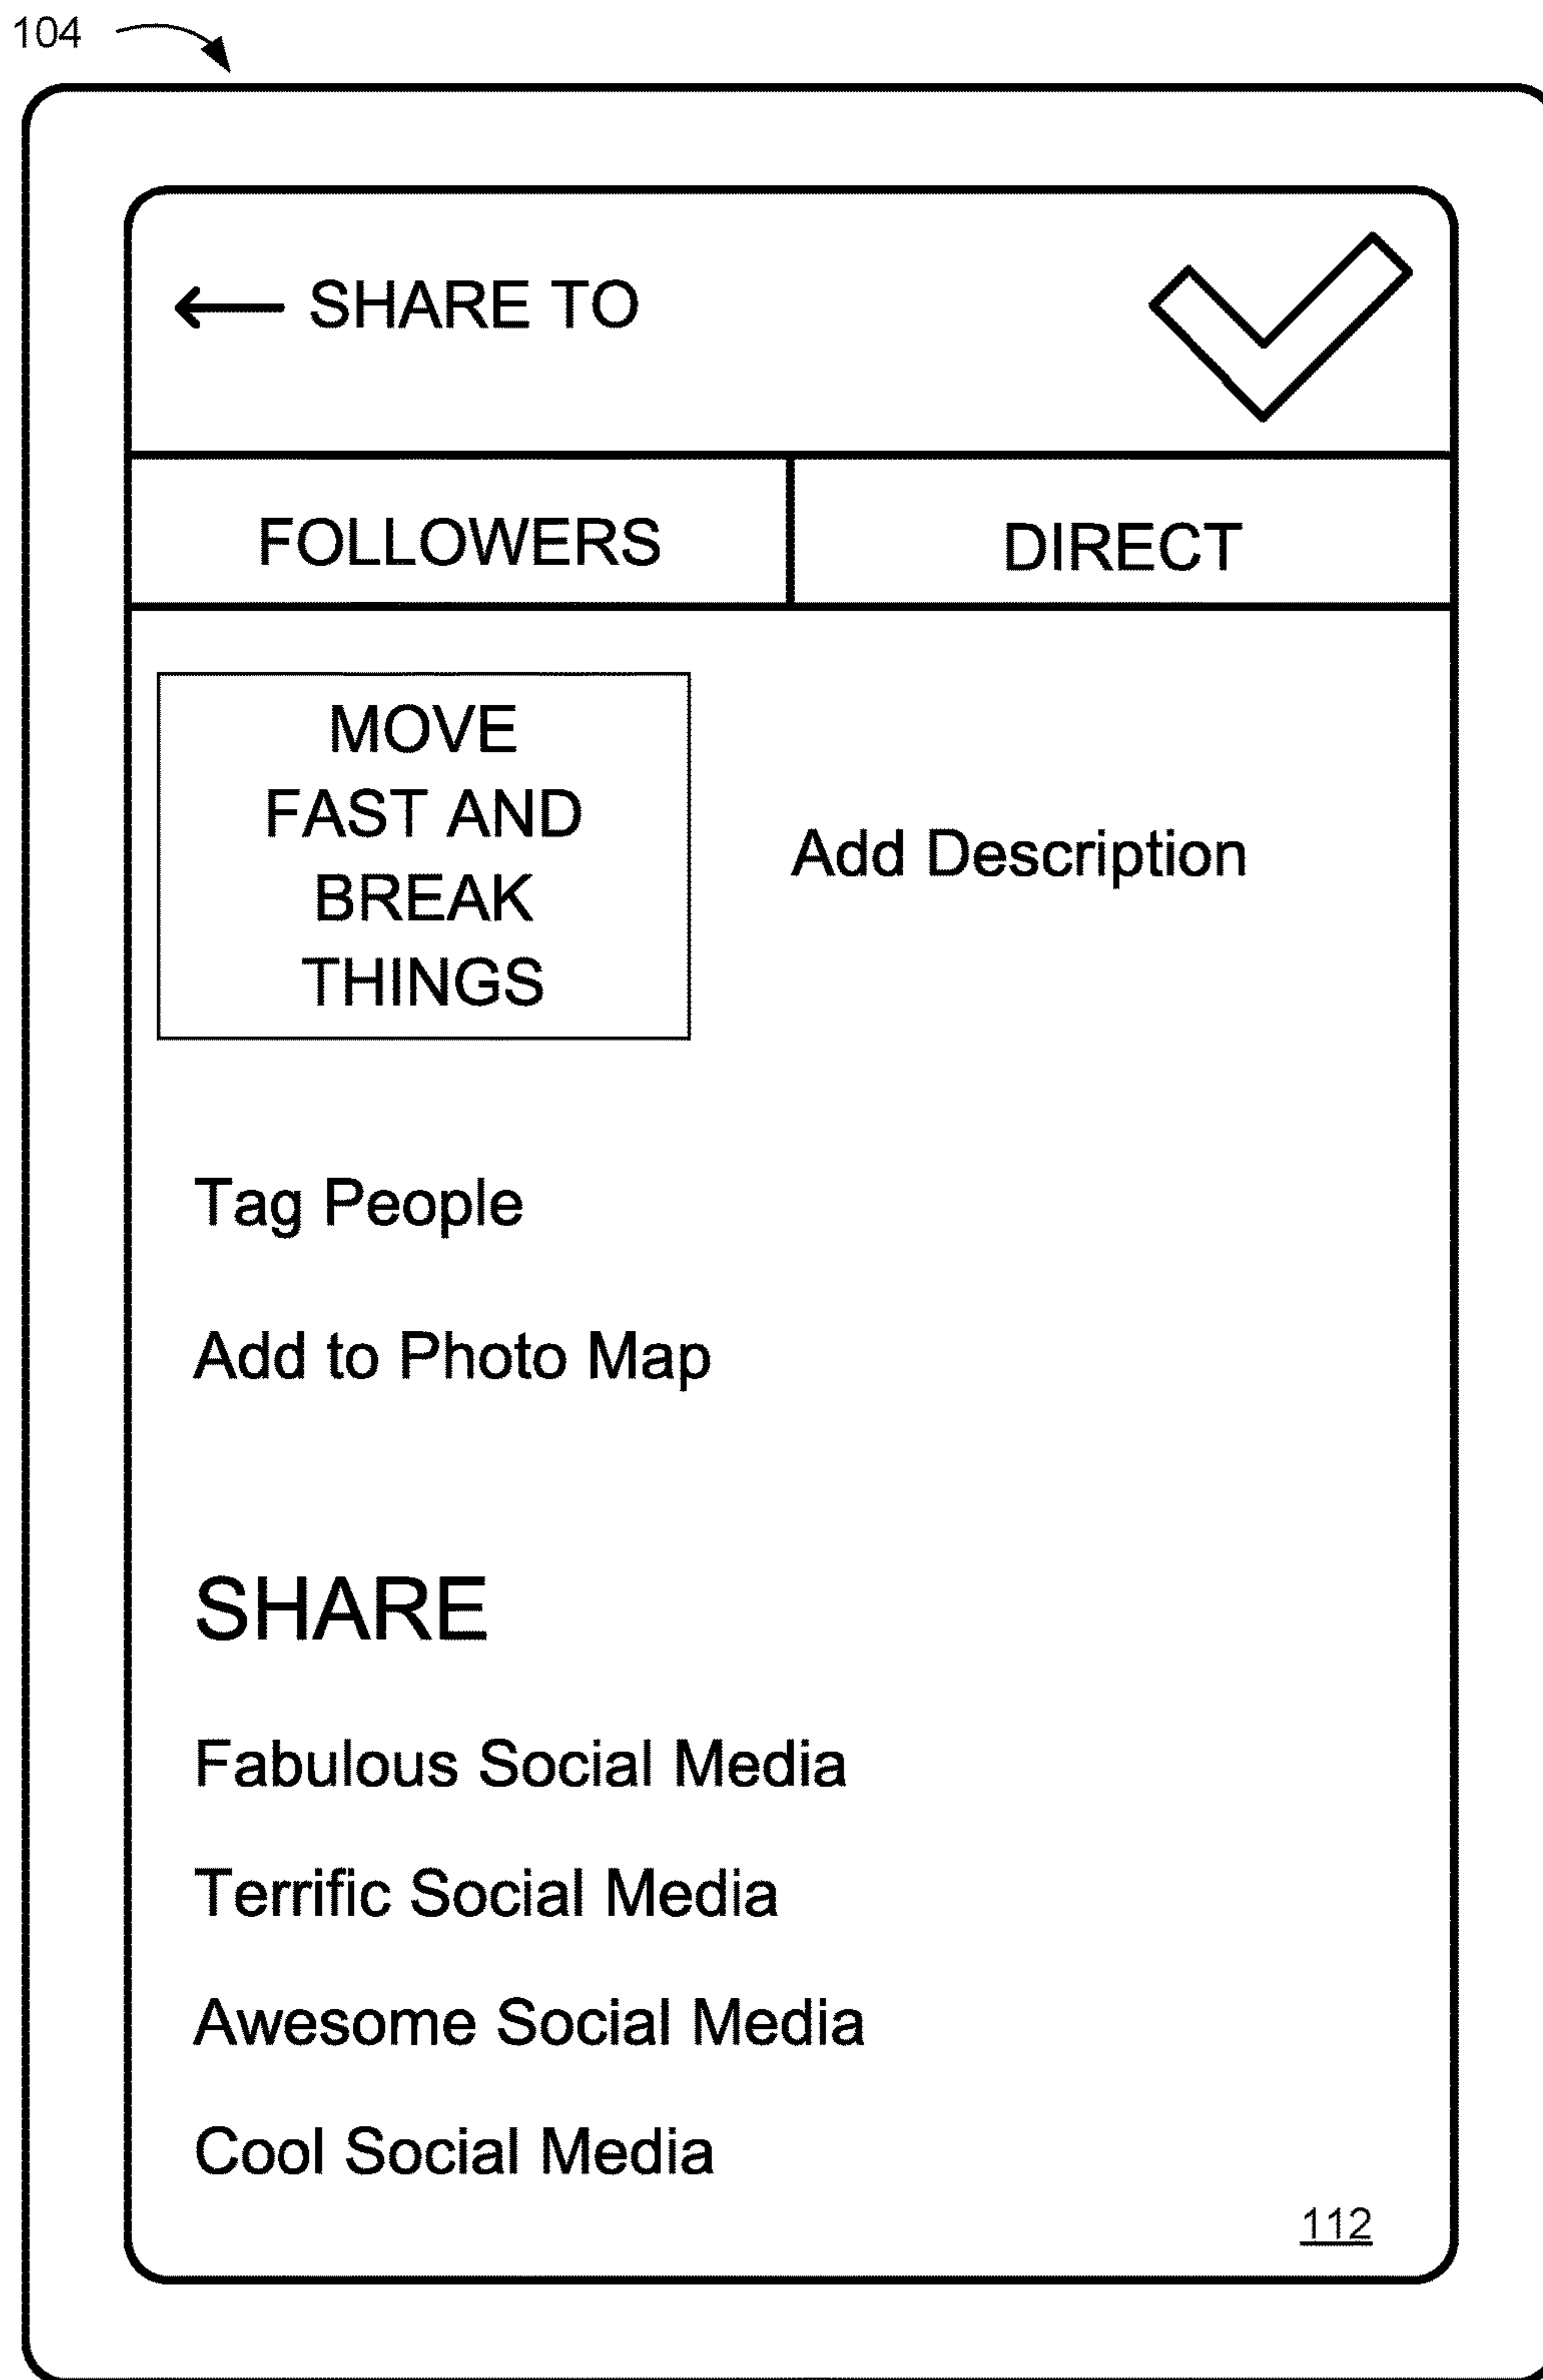 104
SHARE TO
FOLLOWERS
DIRECT
MOVE
FAST AND
BREAK
THINGS
Add Description
Tag People
Add to Photo Map
SHARE
Fabulous Social Media
Terrific Social Media
Awesome Social Media
Cool Social Media
112